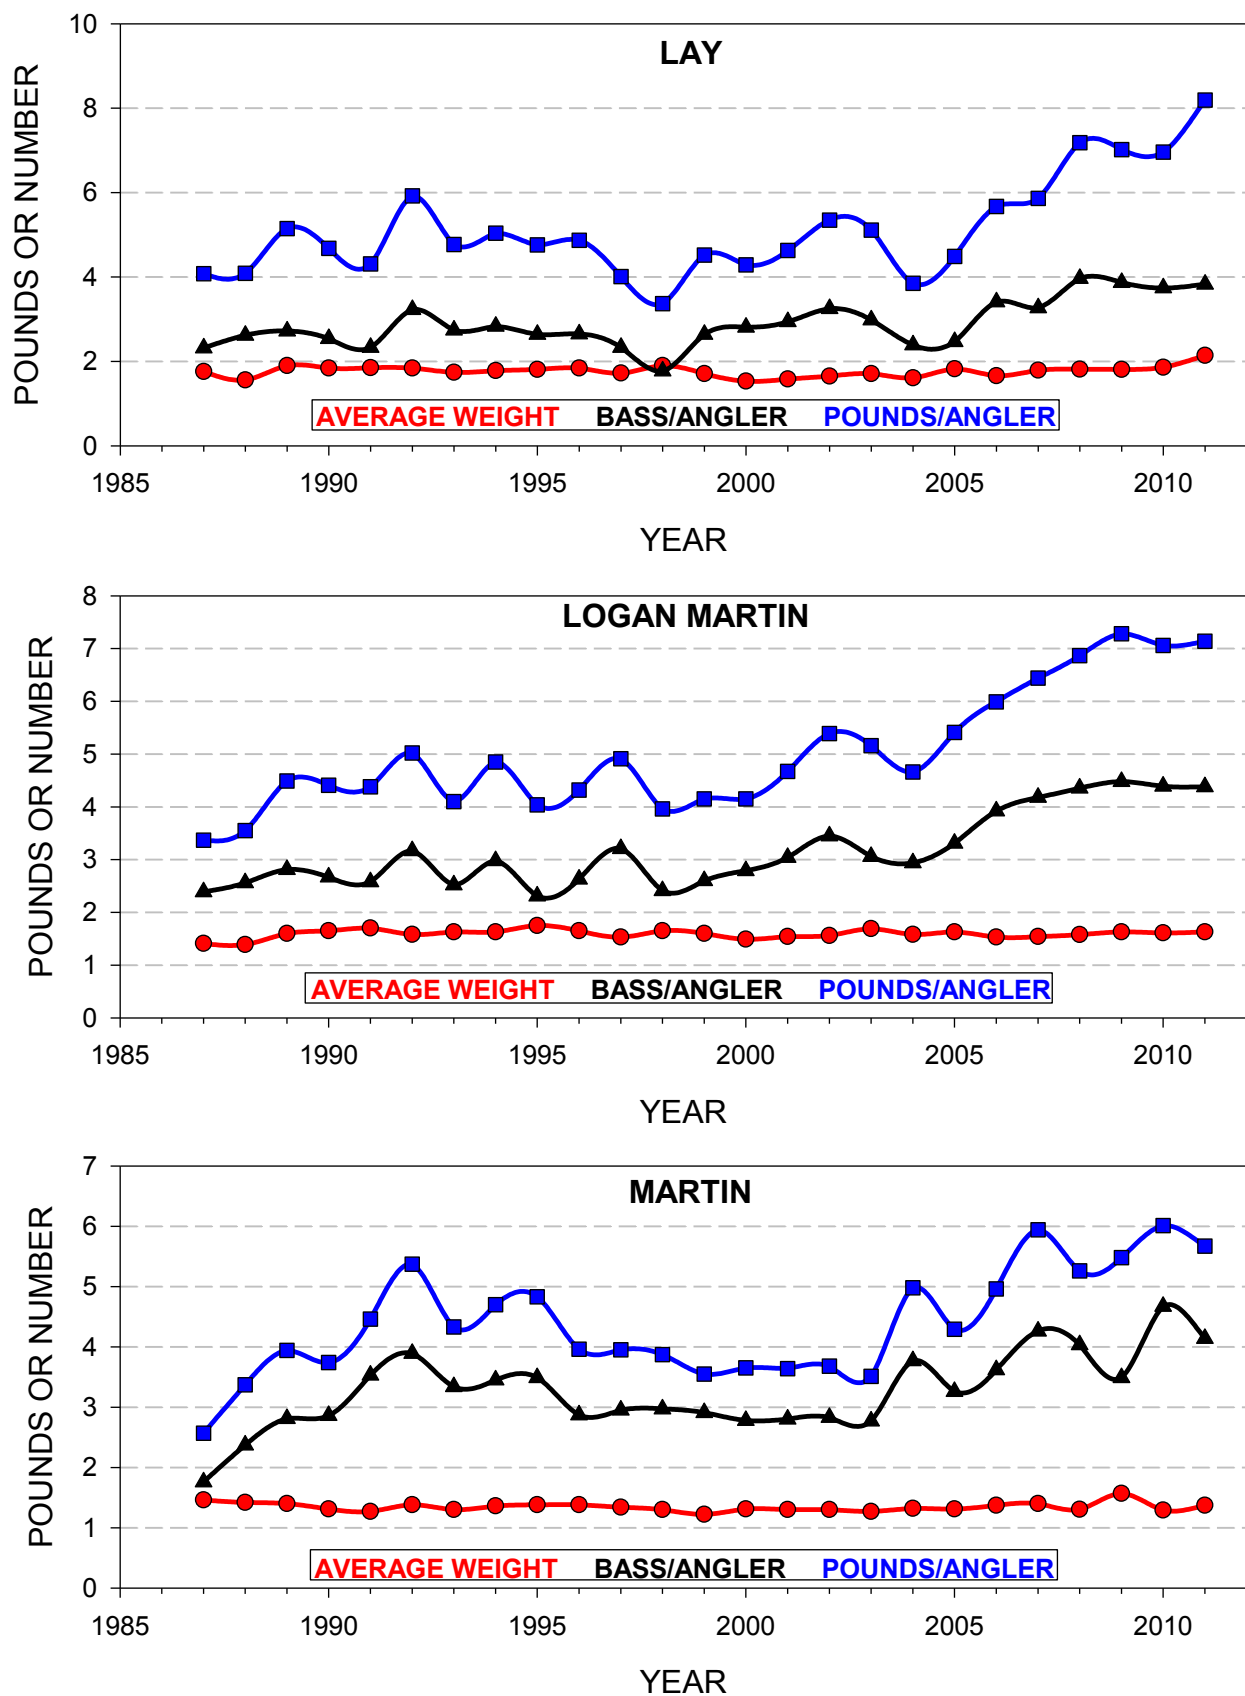 LAY
POUNDS OR NUMBER
10
8
6
4
2
0
AVERAGE WEIGHT BASS/ANGLER POUNDS/ANGLER
1985 1990 1995 2000 2005 2010
YEAR
LOGAN MARTIN
POUNDS OR NUMBER
8
7
6
5
4
3
2
1
0
AVERAGE WEIGHT BASS/ANGLER POUNDS/ANGLER
1985 1990 1995 2000 2005 2010
YEAR
MARTIN
POUNDS OR NUMBER
7
6
5
4
3
2
1
0
AVERAGE WEIGHT BASS/ANGLER POUNDS/ANGLER
1985 1990 1995 2000 2005 2010
YEAR